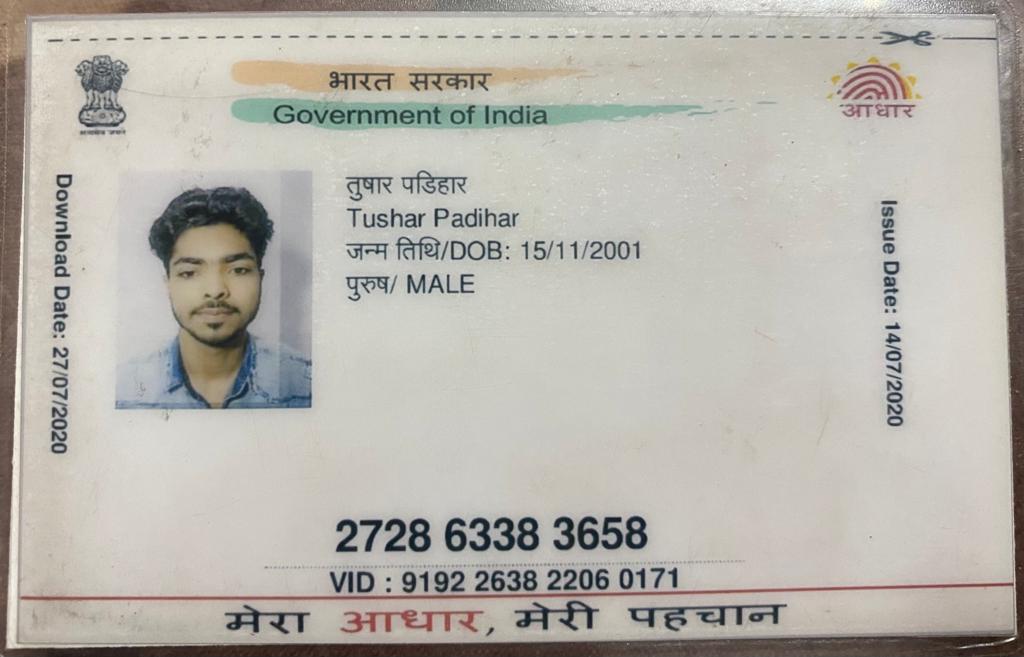 भारत सरकार
Government of India
आधार
सत्यमेव जयते
Download Date: 27/07/2020
तुषार पडिहार
Tushar Padihar
जन्म तिथि/DOB: 15/11/2001
पुरुष/ MALE
Issue Date: 14/07/2020
2728 6338 3658
VID : 9192 2638 2206 0171
मेरा आधार, मेरी पहचान